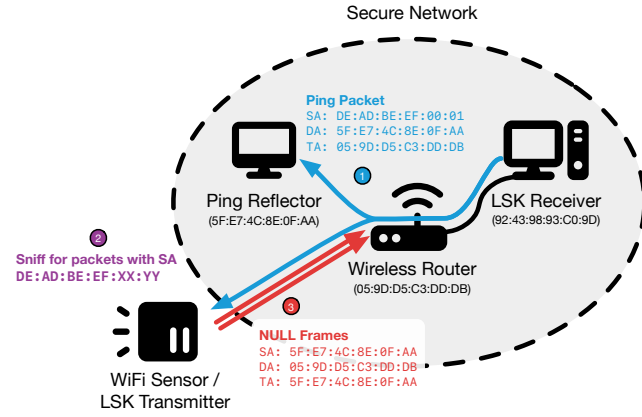 Secure Network
Ping Packet
SA: DE:AD:BE:EF:00:01
DA: 5F:E7:4C:8E:0F:AA
TA: 05:9D:D5:C3:DD:DB
1
Ping Reflector
(5F:E7:4C:8E:0F:AA)
LSK Receiver
(92:43:98:93:C0:9D)
2
Sniff for packets with SA
DE:AD:BE:EF:XX:YY
Wireless Router
(05:9D:D5:C3:DD:DB)
3
NULL Frames
SA: 5F:E7:4C:8E:0F:AA
DA: 05:9D:D5:C3:DD:DB
TA: 5F:E7:4C:8E:0F:AA
WiFi Sensor /
LSK Transmitter